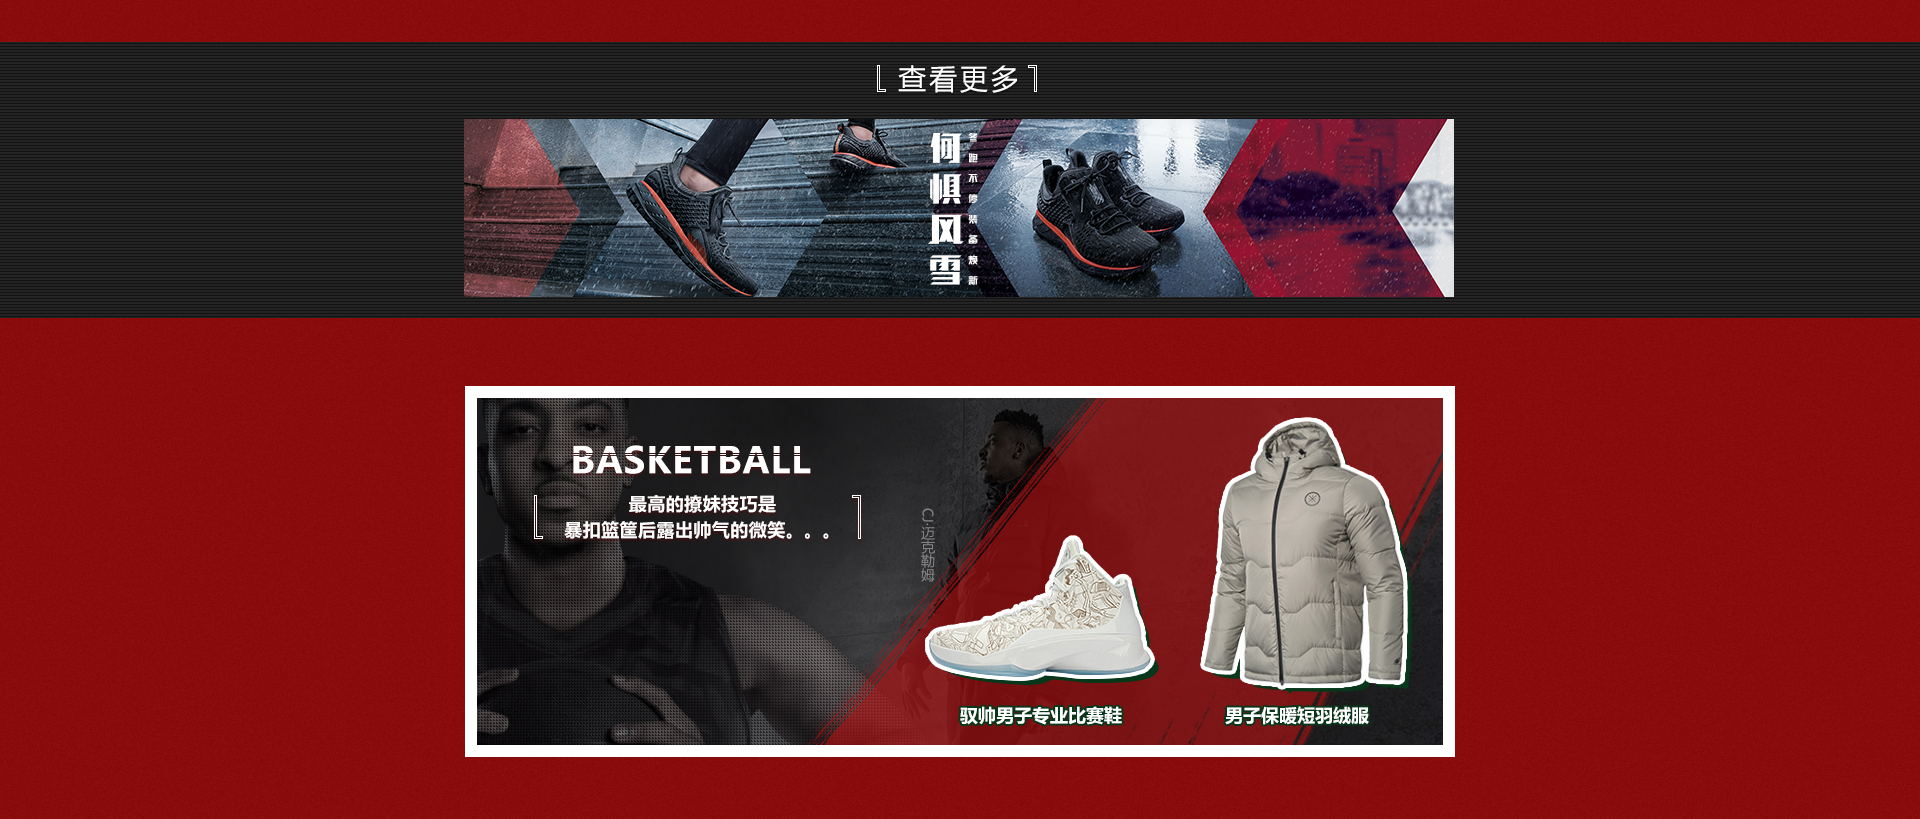 查看更多
何惧风雪
冬跑不停装备焕新
BASKETBALL
最高的撩妹技巧是
暴扣篮筐后露出帅气的微笑。。。
CJ·迈克勒姆
驭帅男子专业比赛鞋
男子保暖短羽绒服